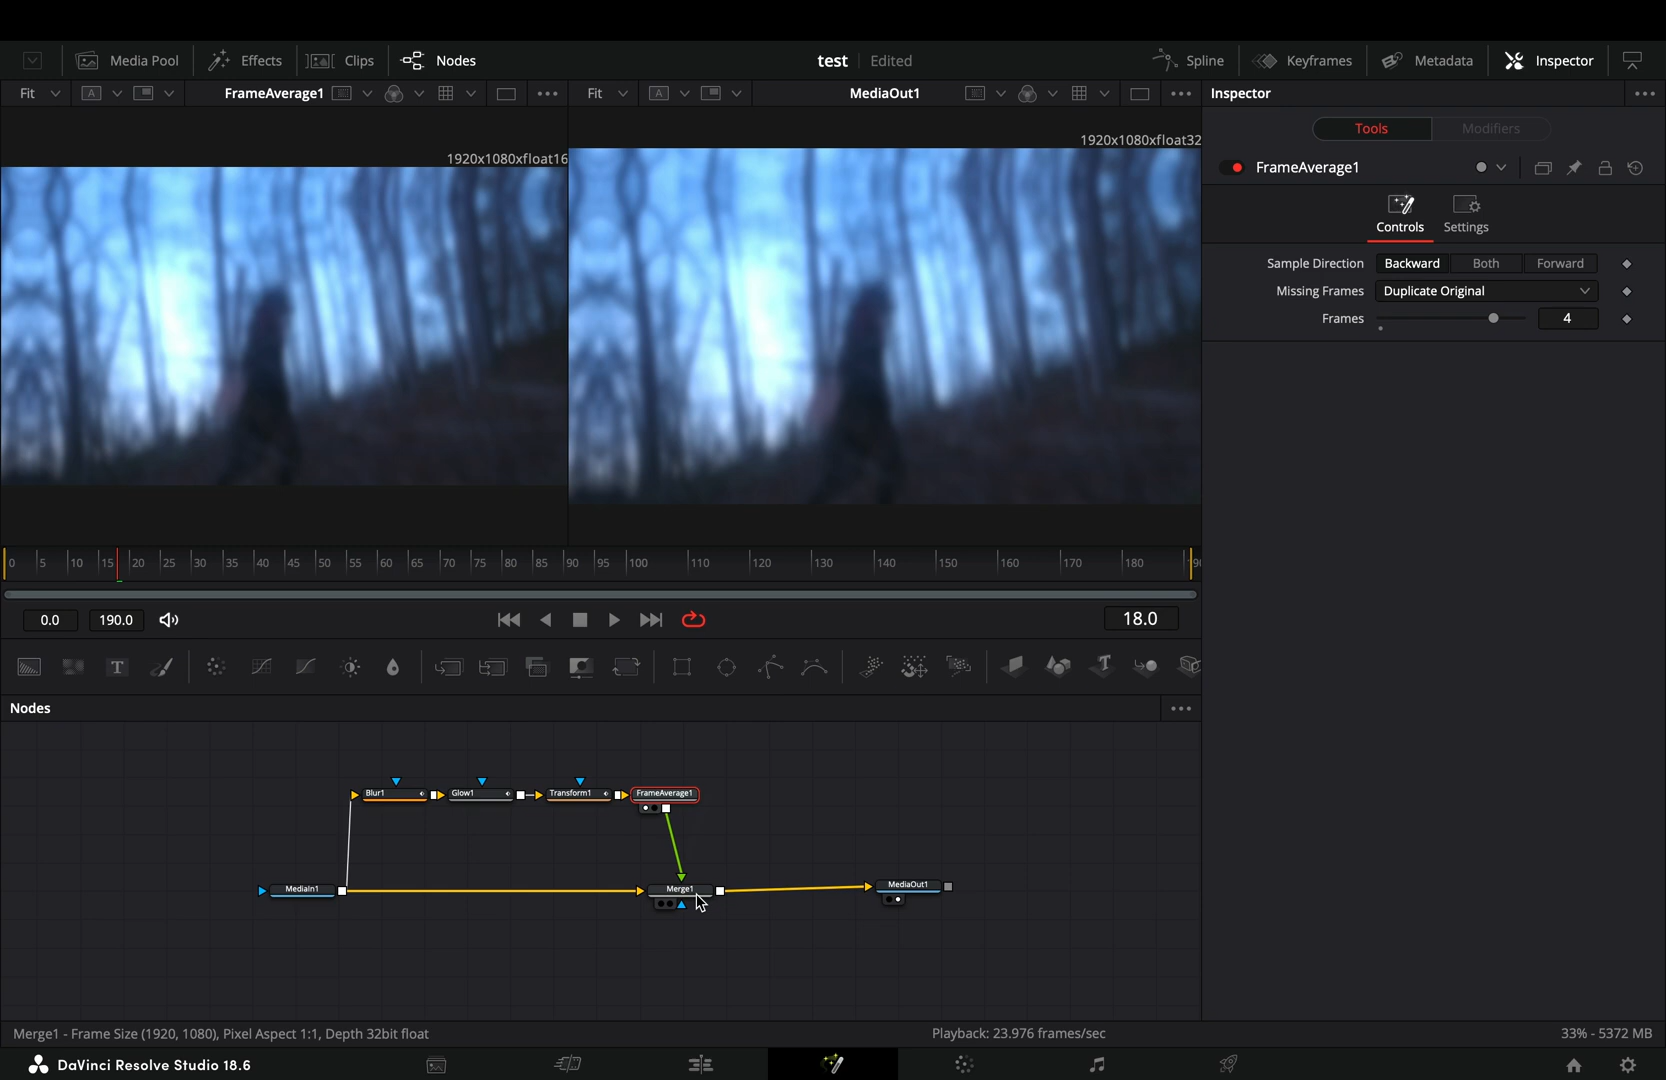 Media Pool Effects Clips Nodes test Edited Spline Keyframes Metadata Inspector
Fit A FrameAverage1 Fit A MediaOut1 Inspector
Tools Modifiers
1920x1080xfloat16 1920x1080xfloat32
FrameAverage1
Controls Settings
Sample Direction Backward Both Forward
Missing Frames Duplicate Original
Frames 4
0 5 10 15 20 25 30 35 40 45 50 55 60 65 70 75 80 85 90 95 100 110 120 130 140 150 160 170 180
0.0 190.0 18.0
T
Nodes
Blur1 Glow1 Transform1 FrameAverage1
MediaIn1 Merge1 MediaOut1
Merge1 - Frame Size (1920, 1080), Pixel Aspect 1:1, Depth 32bit float Playback: 23.976 frames/sec 33% - 5372 MB
DaVinci Resolve Studio 18.6